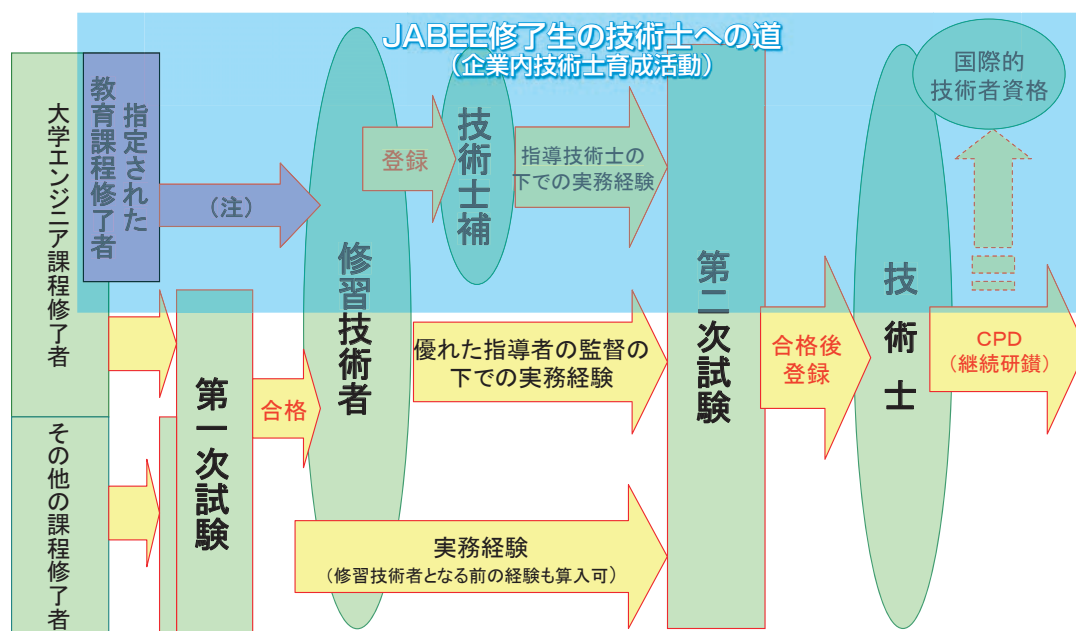 JABEE修了生の技術士への道
（企業内技術士育成活動）
大学エンジニア課程修了者
指定された
教育課程修了者
（注）
その他の課程修了者
第一次試験
合格
修習技術者
登録
技術士補
指導技術士の
下での実務経験
優れた指導者の監督の
下での実務経験
実務経験
（修習技術者となる前の経験も算入可）
第二次試験
合格後
登録
技術士
国際的
技術者資格
CPD
（継続研鑚）